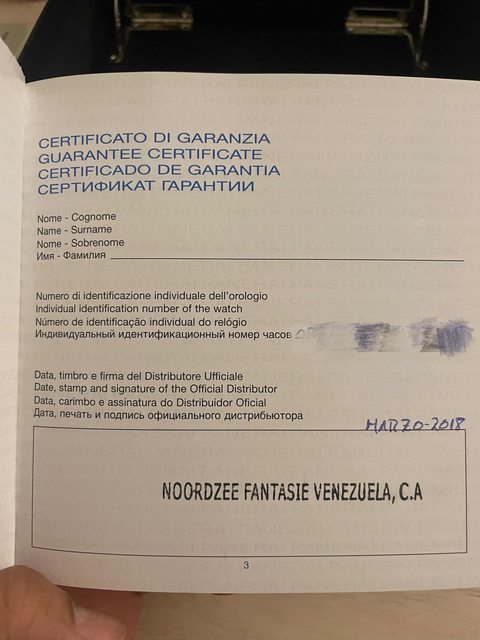 CERTIFICATO DI GARANZIA
GUARANTEE CERTIFICATE
CERTIFICADO DE GARANTIA
СЕРТИФИКАТ ГАРАНТИИ
Nome - Cognome
Name - Surname
Nome - Sobrenome
Имя - Фамилия
Numero di identificazione individuale dell'orologio
Individual identification number of the watch
Número de identificação individual do relógio
Индивидуальный идентификационный номер часов
Data, timbro e firma del Distributore Ufficiale
Date, stamp and signature of the Official Distributor
Data, carimbo e assinatura do Distribuidor Oficial
Дата, печать и подпись официального дистрибьютора
MARZO-2018
NOORDZEE FANTASIE VENEZUELA, C.A
3